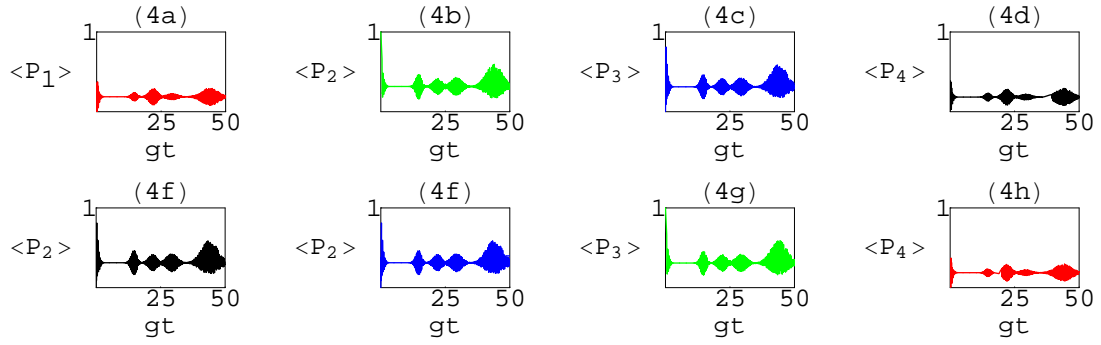 (4a) (4b) (4c) (4d)
1 1 1 1
<P1> <P2> <P3> <P4>
25 50 25 50 25 50 25 50
gt gt gt gt
(4f) (4f) (4g) (4h)
1 1 1 1
<P2> <P2> <P3> <P4>
25 50 25 50 25 50 25 50
gt gt gt gt